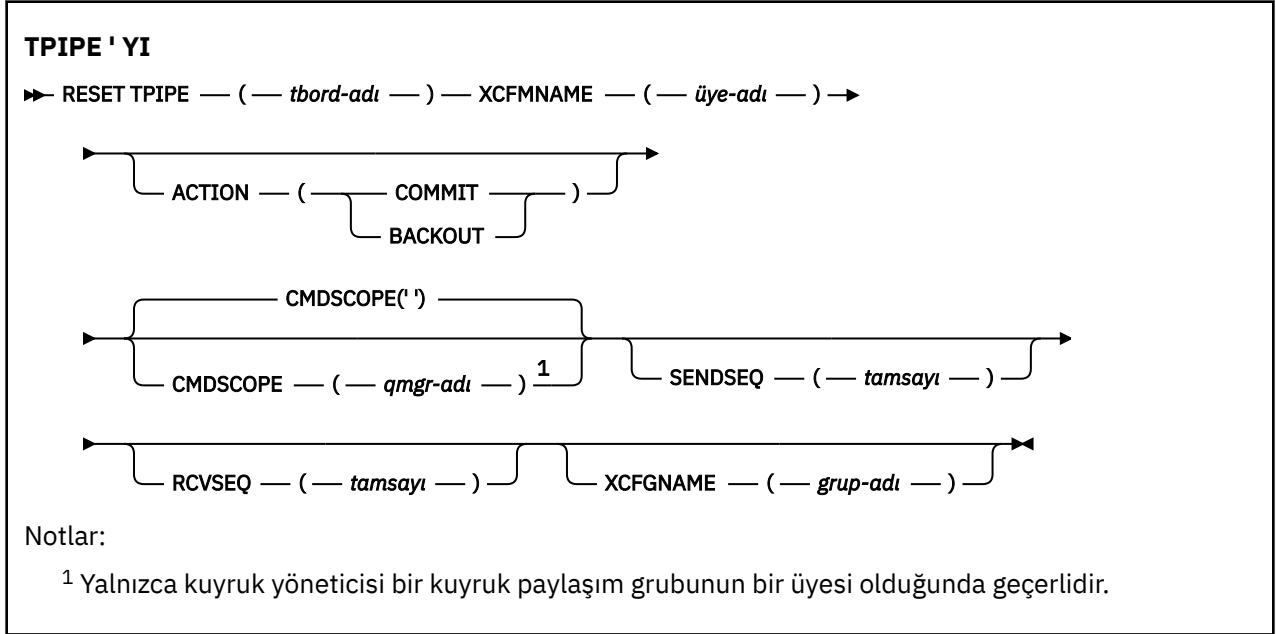 TPIPE ' YI
RESET TPIPE ( tbord-adı ) XCFMNAME ( üye-adı )
ACTION ( COMMIT )
BACKOUT
CMDSCOPE(' ')
CMDSCOPE ( qmgr-adı ) 1
SENDSEQ ( tamsayı )
RCVSEQ ( tamsayı ) XCFGNAME ( grup-adı )
Notlar:
1 Yalnızca kuyruk yöneticisi bir kuyruk paylaşım grubunun bir üyesi olduğunda geçerlidir.